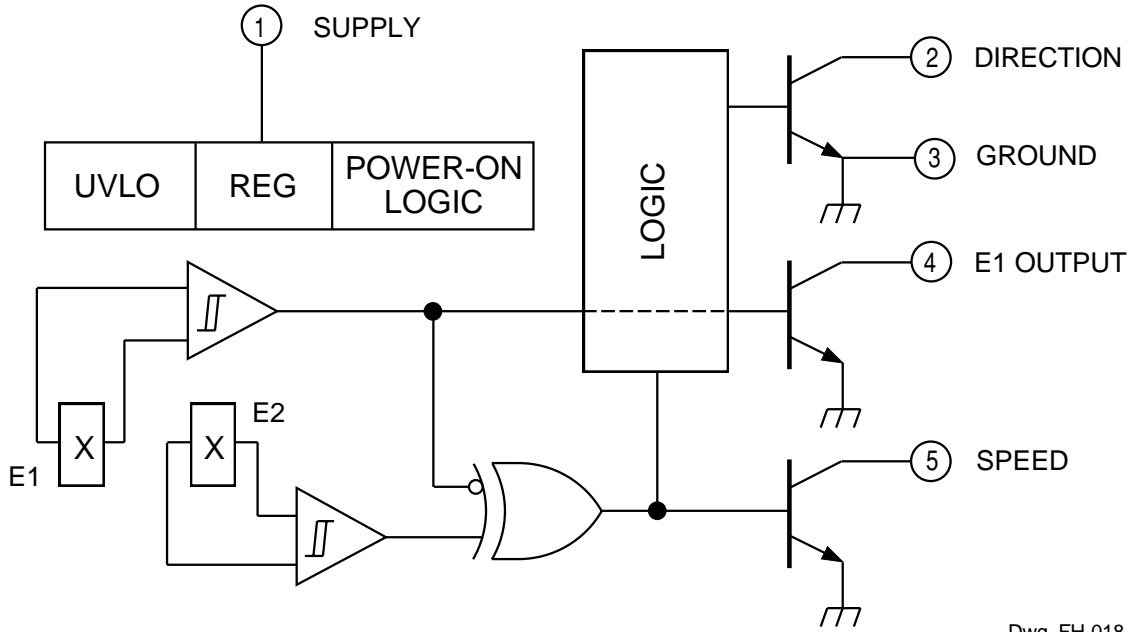 1 SUPPLY
2 DIRECTION
UVLO
REG
POWER-ON
LOGIC
3 GROUND
LOGIC
4 E1 OUTPUT
X
E1
X
E2
5 SPEED
Dwg. FH-018